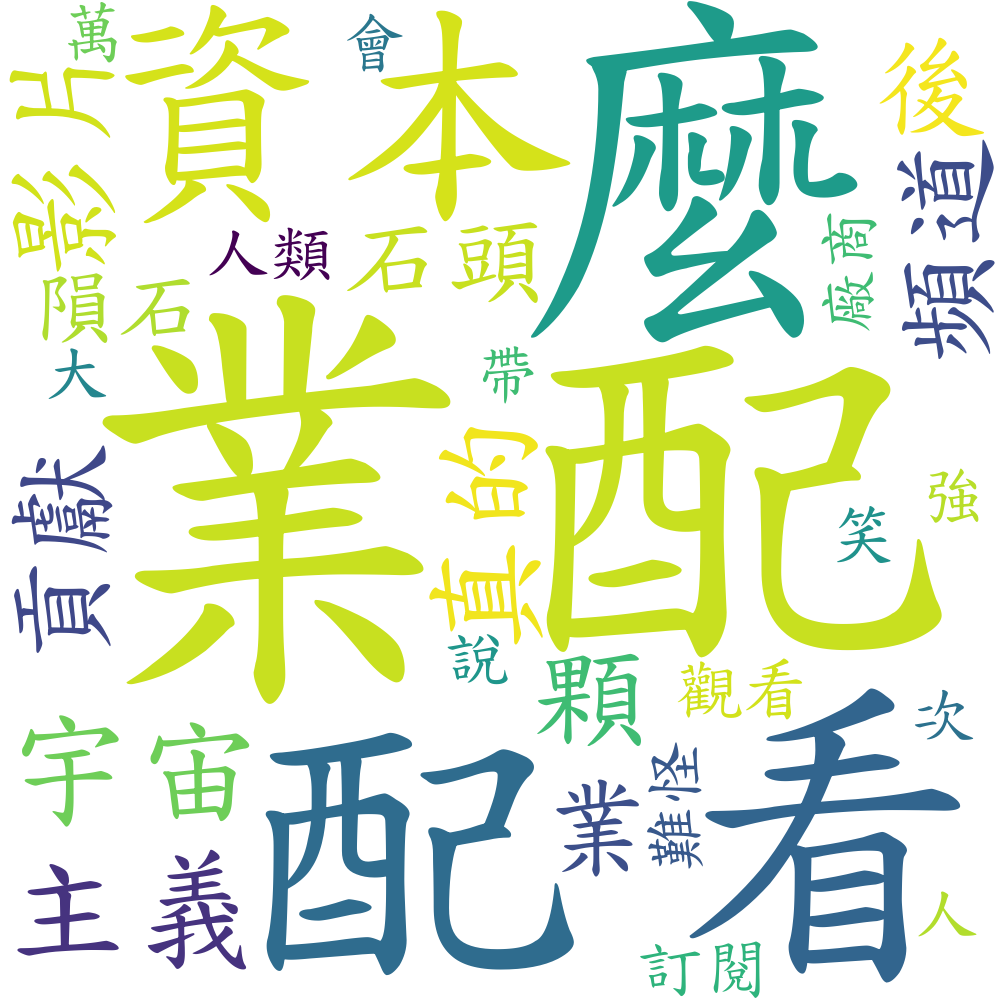 萬
會
資本
麼
後
影片
頻道
人類
石頭
廠商
隕石
大
帶
業配
真的
強
貢獻
笑
說
顆
觀看
次
宇宙
配
業
難怪
看
主義
人
訂閱